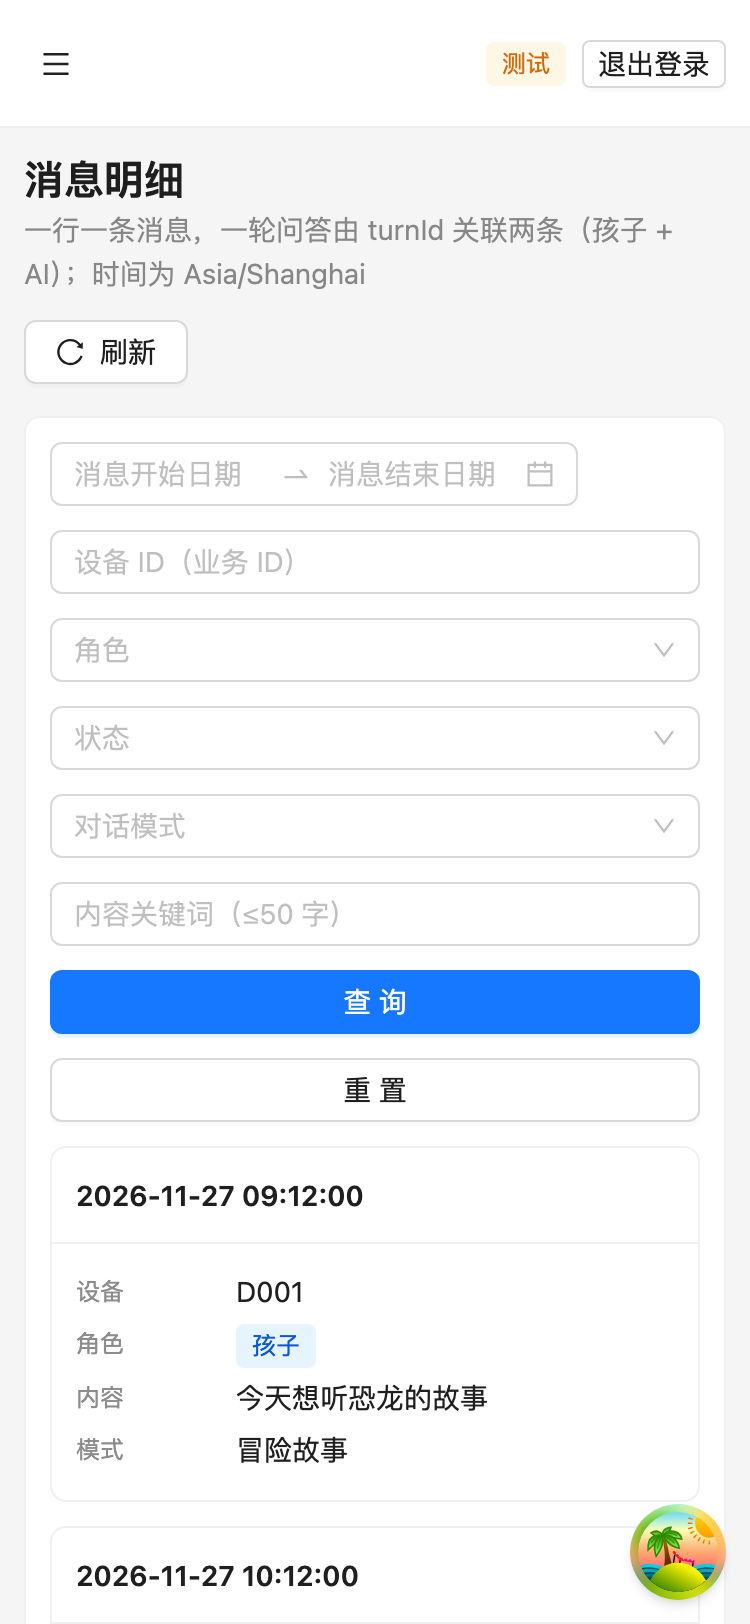 测试
退出登录
消息明细
一行一条消息，一轮问答由 turnId 关联两条（孩子 +
AI）；时间为 Asia/Shanghai
刷新
消息开始日期 → 消息结束日期
设备 ID（业务 ID）
角色
状态
对话模式
内容关键词（≤50 字）
查 询
重 置
2026-11-27 09:12:00
设备 D001
角色 孩子
内容 今天想听恐龙的故事
模式 冒险故事
2026-11-27 10:12:00